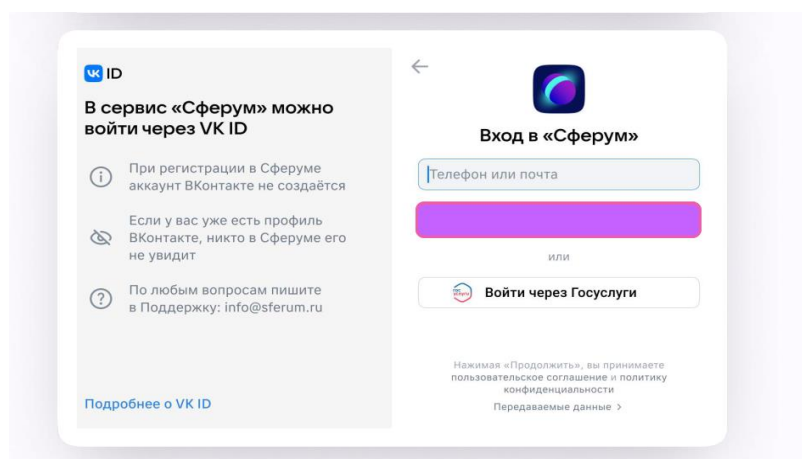 VK ID
В сервис «Сферум» можно
войти через VK ID
При регистрации в Сферуме
аккаунт ВКонтакте не создаётся
Если у вас уже есть профиль
ВКонтакте, никто в Сферуме его
не увидит
По любым вопросам пишите
в Поддержку: info@sferum.ru
Подробнее о VK ID
Вход в «Сферум»
Телефон или почта
или
госуслуги Войти через Госуслуги
Нажимая «Продолжить», вы принимаете
пользовательское соглашение и политику
конфиденциальности
Передаваемые данные >